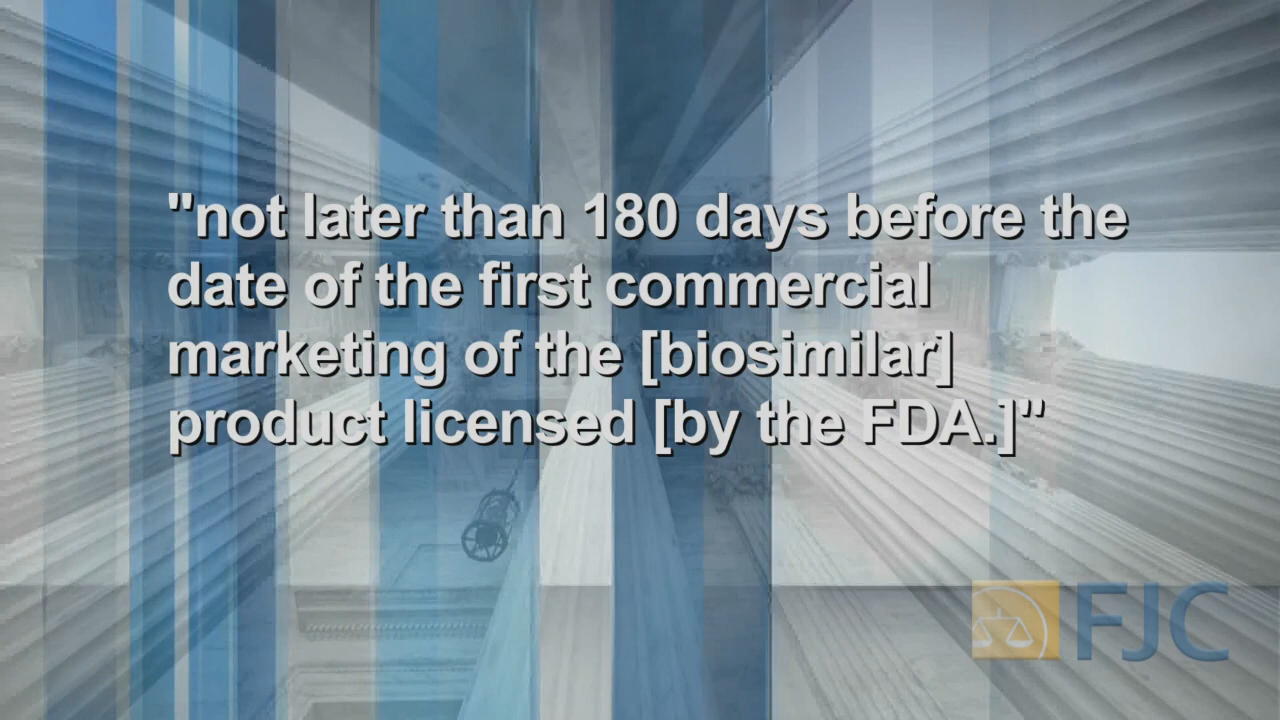 "not later than 180 days before the
date of the first commercial
marketing of the [biosimilar]
product licensed [by the FDA.]"
FJC